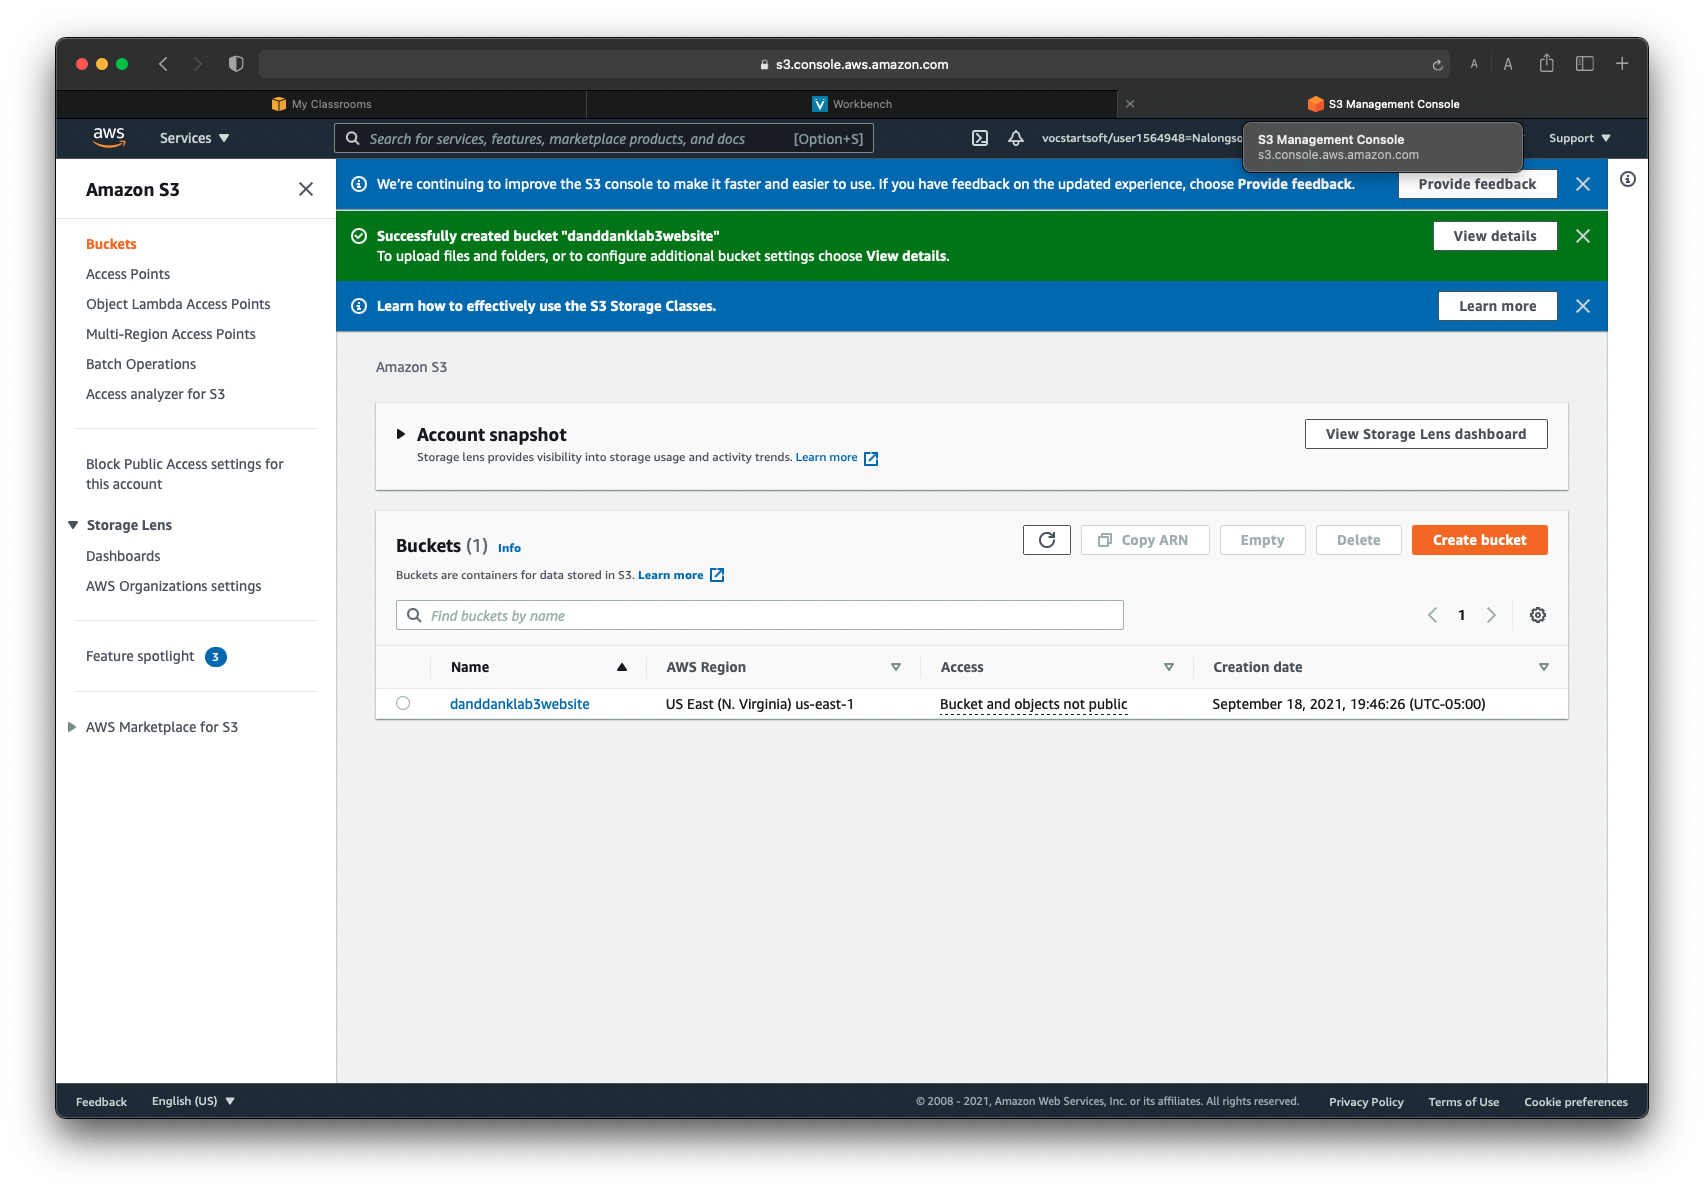 s3.console.aws.amazon.com
A A
My Classrooms
Workbench
S3 Management Console
aws
Services
Search for services, features, marketplace products, and docs
[Option+S]
vocstartsoft/user1564948=Nalongso
S3 Management Console
s3.console.aws.amazon.com
Support
Amazon S3
Buckets
Access Points
Object Lambda Access Points
Multi-Region Access Points
Batch Operations
Access analyzer for S3
Block Public Access settings for
this account
Storage Lens
Dashboards
AWS Organizations settings
Feature spotlight 3
AWS Marketplace for S3
We're continuing to improve the S3 console to make it faster and easier to use. If you have feedback on the updated experience, choose Provide feedback.
Provide feedback
Successfully created bucket "danddanklab3website"
To upload files and folders, or to configure additional bucket settings choose View details.
View details
Learn how to effectively use the S3 Storage Classes.
Learn more
Amazon S3
Account snapshot
Storage lens provides visibility into storage usage and activity trends. Learn more
View Storage Lens dashboard
Buckets (1) Info
Copy ARN
Empty
Delete
Create bucket
Buckets are containers for data stored in S3. Learn more
Find buckets by name
1
Name AWS Region Access Creation date
danddanklab3website US East (N. Virginia) us-east-1 Bucket and objects not public September 18, 2021, 19:46:26 (UTC-05:00)
Feedback English (US) © 2008 - 2021, Amazon Web Services, Inc. or its affiliates. All rights reserved. Privacy Policy Terms of Use Cookie preferences